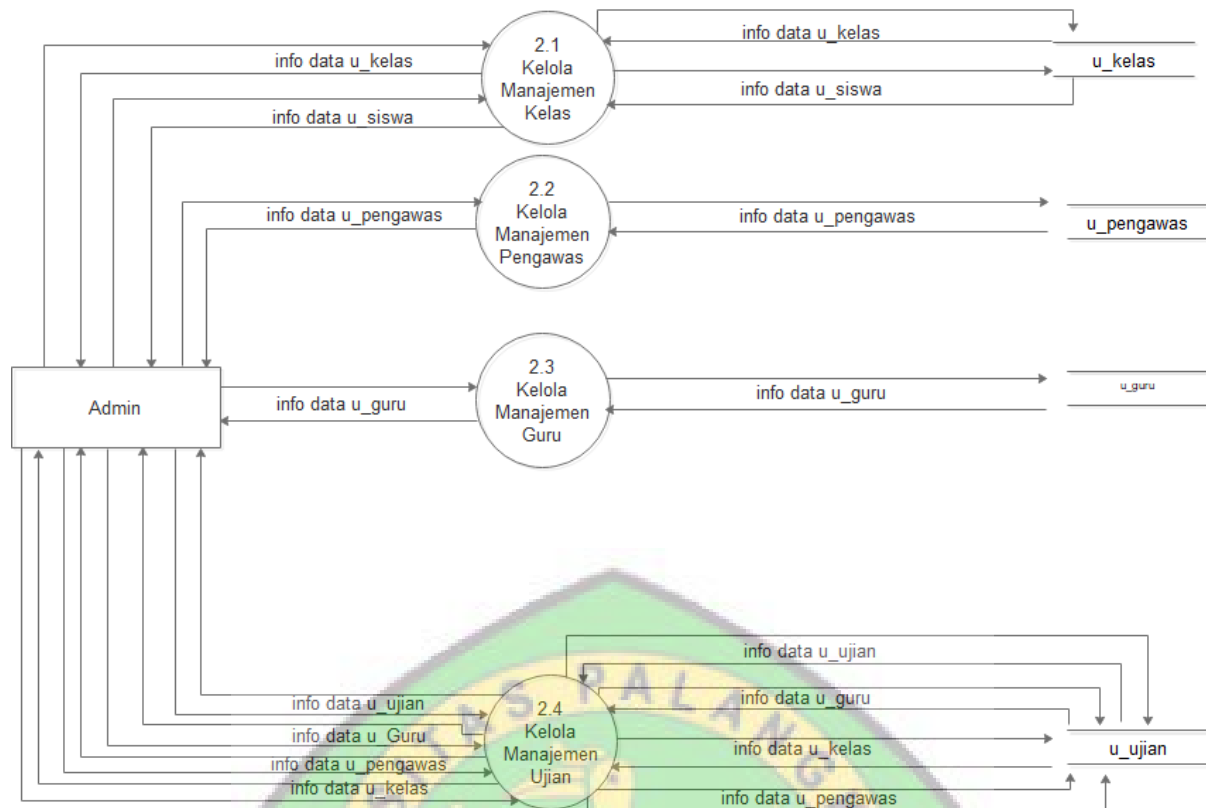 2.1
Kelola
Manajemen
Kelas
info data u_kelas
info data u_siswa
info data u_kelas
info data u_siswa
u_kelas
2.2
Kelola
Manajemen
Pengawas
info data u_pengawas
info data u_pengawas
u_pengawas
Admin
2.3
Kelola
Manajemen
Guru
info data u_guru
info data u_guru
u_guru
2.4
Kelola
Manajemen
Ujian
info data u_ujian
info data u_Guru
info data u_pengawas
info data u_kelas
info data u_ujian
info data u_guru
info data u_kelas
info data u_pengawas
u_ujian
ITAS PALANG